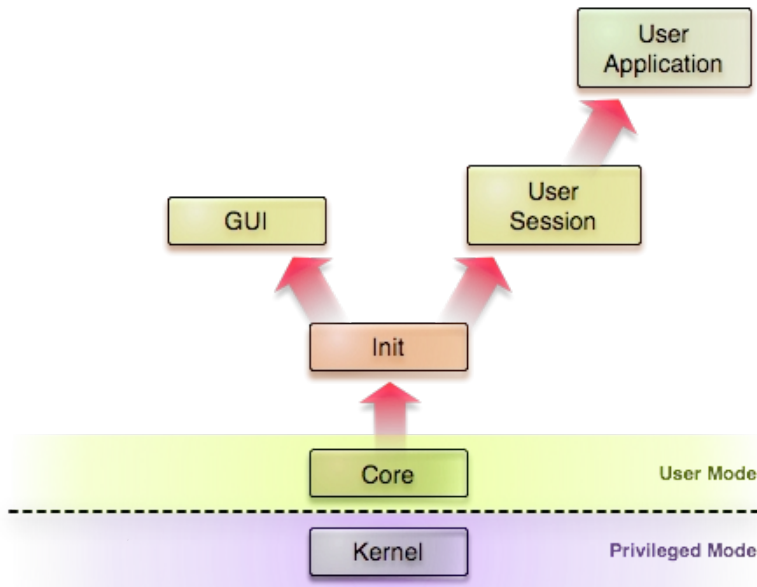 User
Application
User
Session
GUI
Init
Core
User Mode
Kernel
Privileged Mode